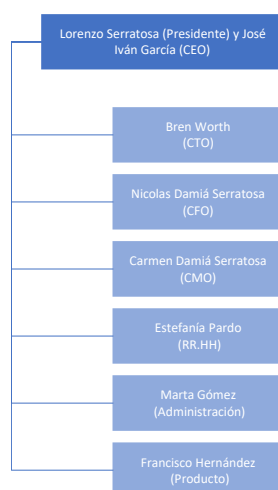 Lorenzo Serratosa (Presidente) y José
Iván García (CEO)
Bren Worth
(CTO)
Nicolas Damiá Serratosa
(CFO)
Carmen Damiá Serratosa
(CMO)
Estefanía Pardo
(RR.HH)
Marta Gómez
(Administración)
Francisco Hernández
(Producto)